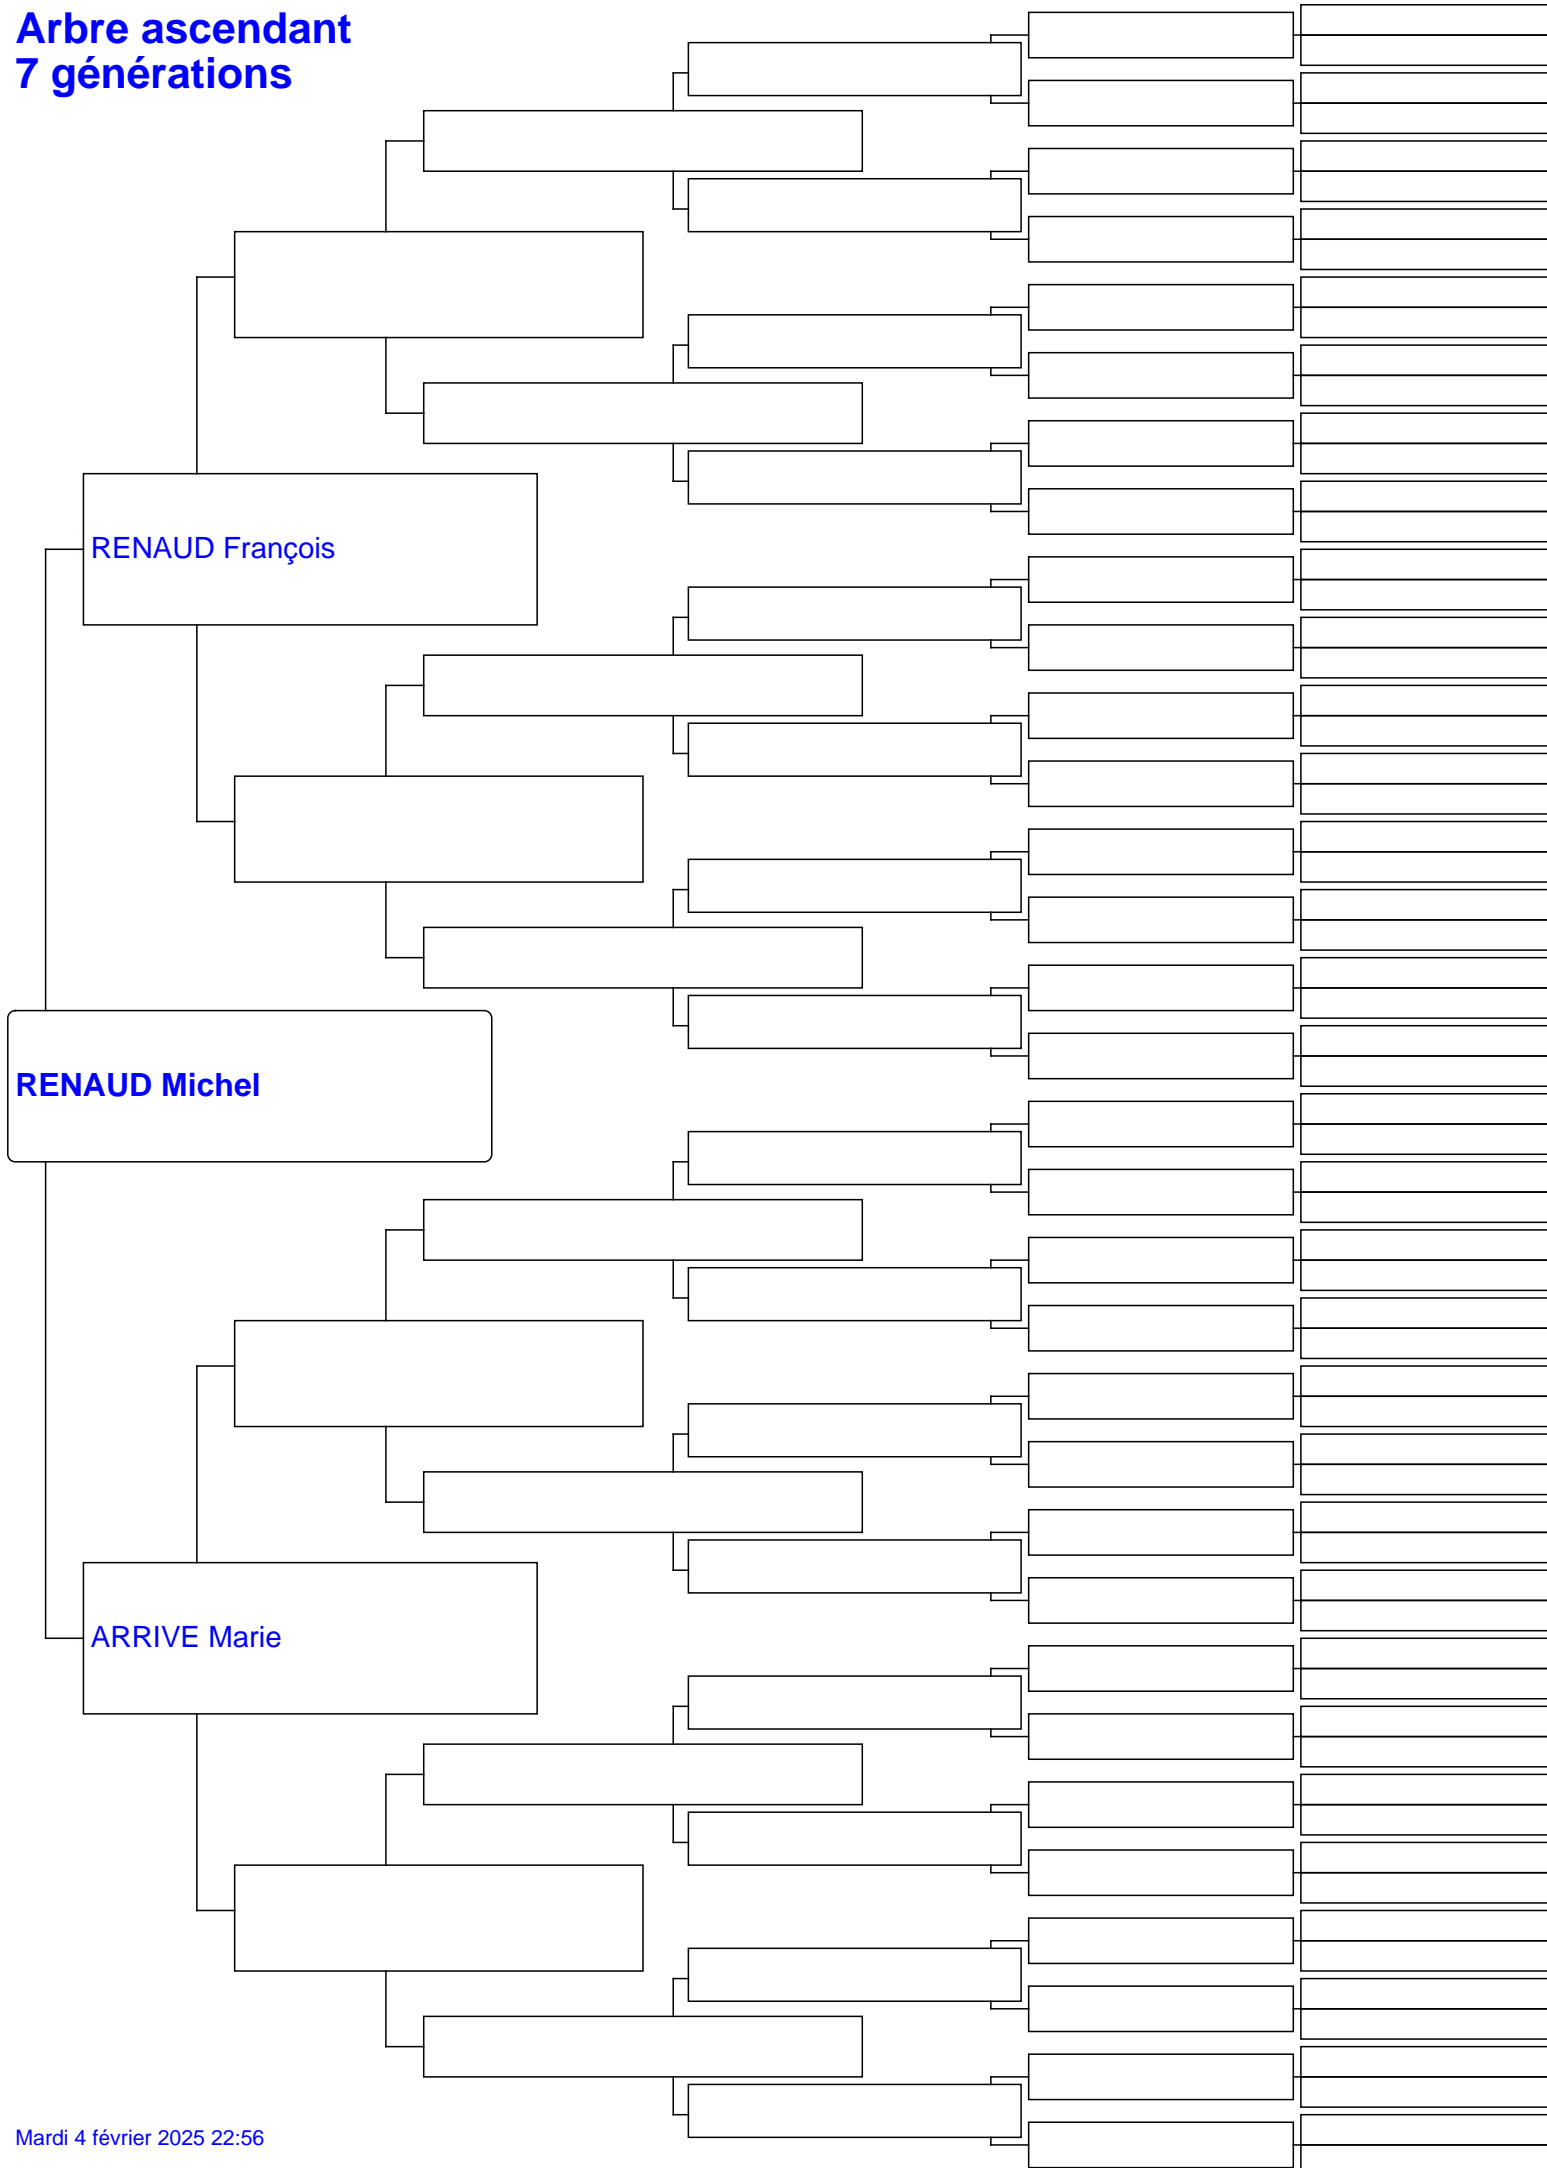 Arbre ascendant
7 générations
RENAUD François
RENAUD Michel
ARRIVE Marie
Mardi 4 février 2025 22:56